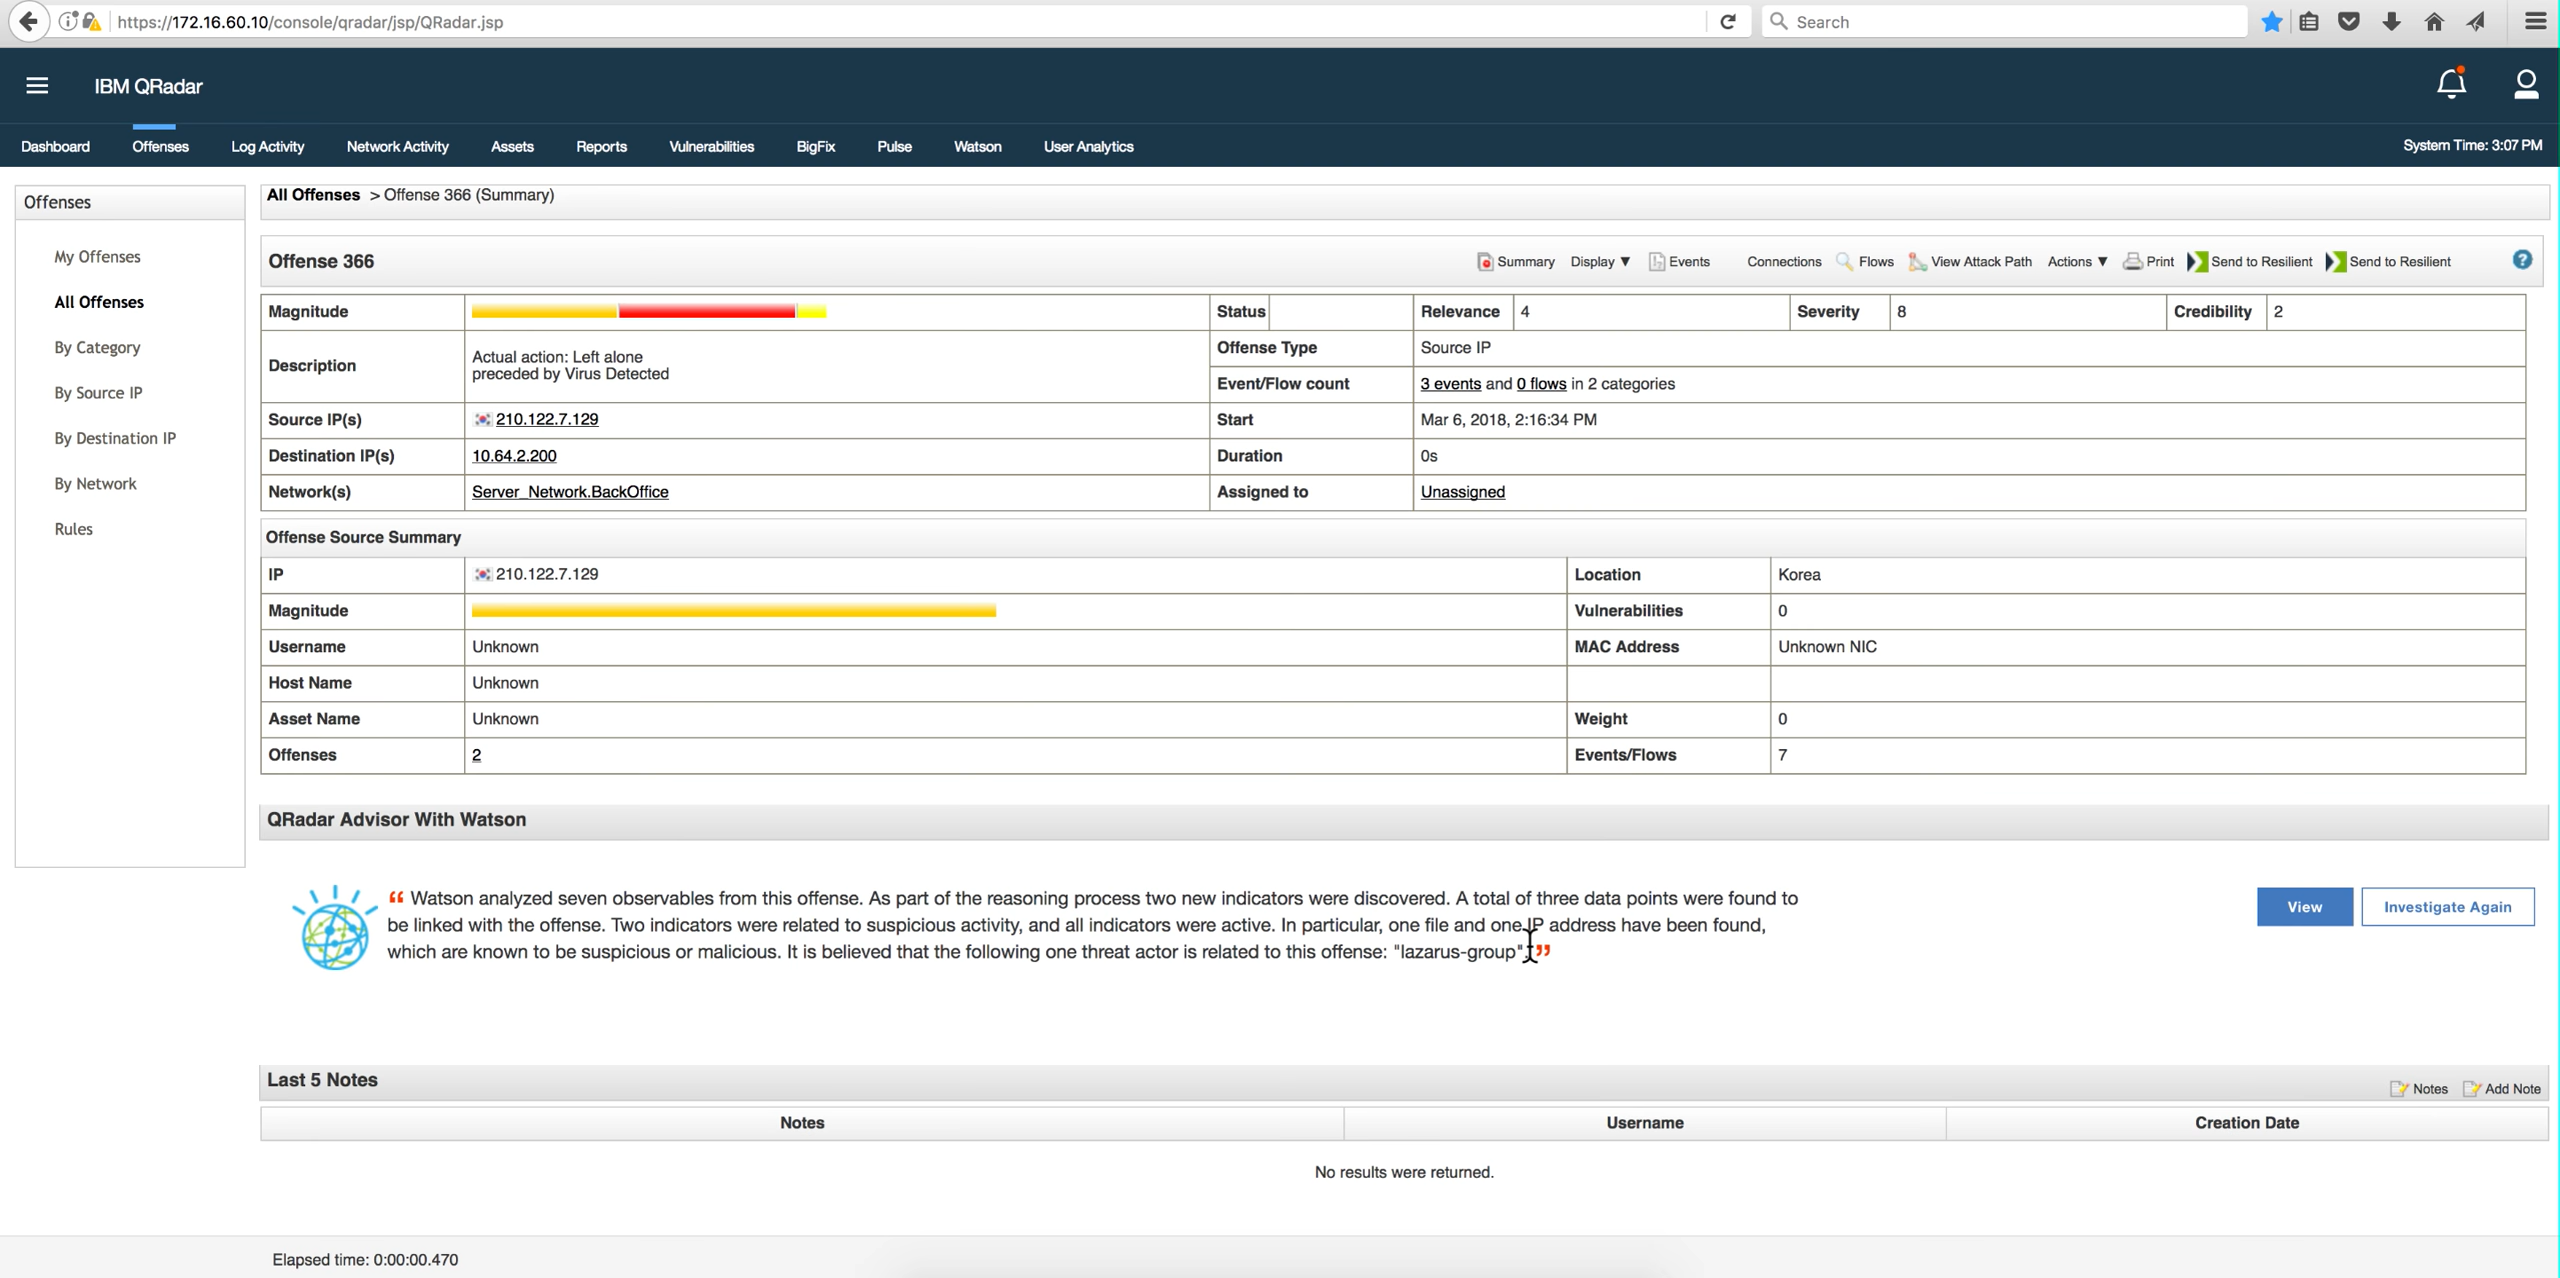 https://172.16.60.10/console/qradar/jsp/QRadar.jsp
Search
IBM QRadar
Dashboard Offenses Log Activity Network Activity Assets Reports Vulnerabilities BigFix Pulse Watson User Analytics System Time: 3:07 PM
Offenses
My Offenses
All Offenses
By Category
By Source IP
By Destination IP
By Network
Rules
All Offenses > Offense 366 (Summary)
Offense 366 Summary Display ▼ Events Connections Flows View Attack Path Actions ▼ Print Send to Resilient Send to Resilient ?
Magnitude Status Relevance 4 Severity 8 Credibility 2
Description Actual action: Left alone
preceded by Virus Detected
Offense Type Source IP
Event/Flow count 3 events and 0 flows in 2 categories
Source IP(s) 210.122.7.129 Start Mar 6, 2018, 2:16:34 PM
Destination IP(s) 10.64.2.200 Duration 0s
Network(s) Server_Network.BackOffice Assigned to Unassigned
Offense Source Summary
IP 210.122.7.129 Location Korea
Magnitude Vulnerabilities 0
Username Unknown MAC Address Unknown NIC
Host Name Unknown
Asset Name Unknown Weight 0
Offenses 2 Events/Flows 7
QRadar Advisor With Watson
“ Watson analyzed seven observables from this offense. As part of the reasoning process two new indicators were discovered. A total of three data points were found to
be linked with the offense. Two indicators were related to suspicious activity, and all indicators were active. In particular, one file and one IP address have been found,
which are known to be suspicious or malicious. It is believed that the following one threat actor is related to this offense: "lazarus-group". ”
View Investigate Again
Last 5 Notes Notes Add Note
Notes Username Creation Date
No results were returned.
Elapsed time: 0:00:00.470